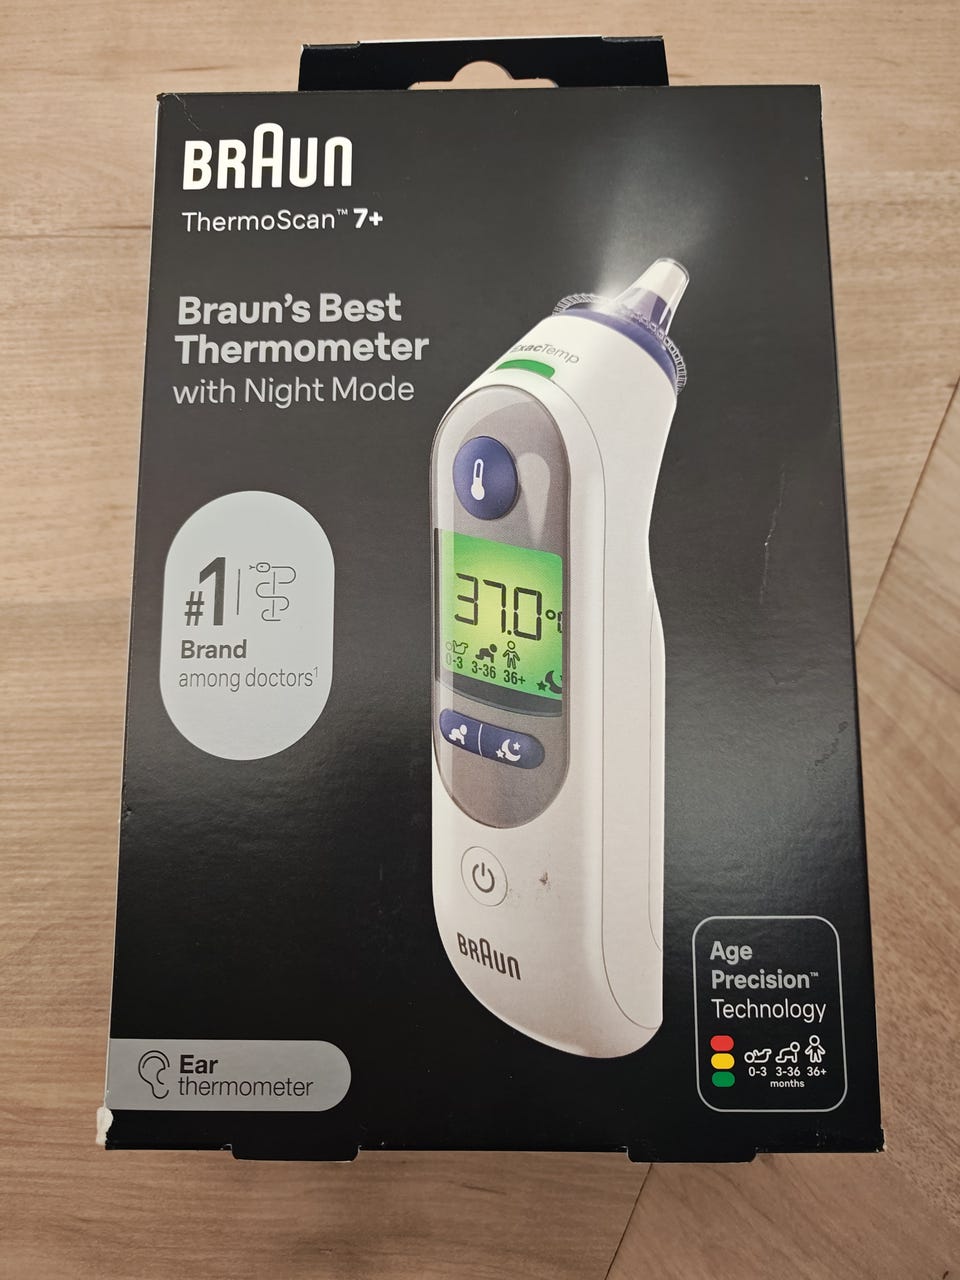 BRAUN
ThermoScan™ 7+
Braun's Best
Thermometer
with Night Mode
ExacTemp
#1
Brand
among doctors¹
37.0°
0-3 3-36 36+
BRAUN
Age
Precision™
Technology
0-3 3-36 36+
months
Ear
thermometer